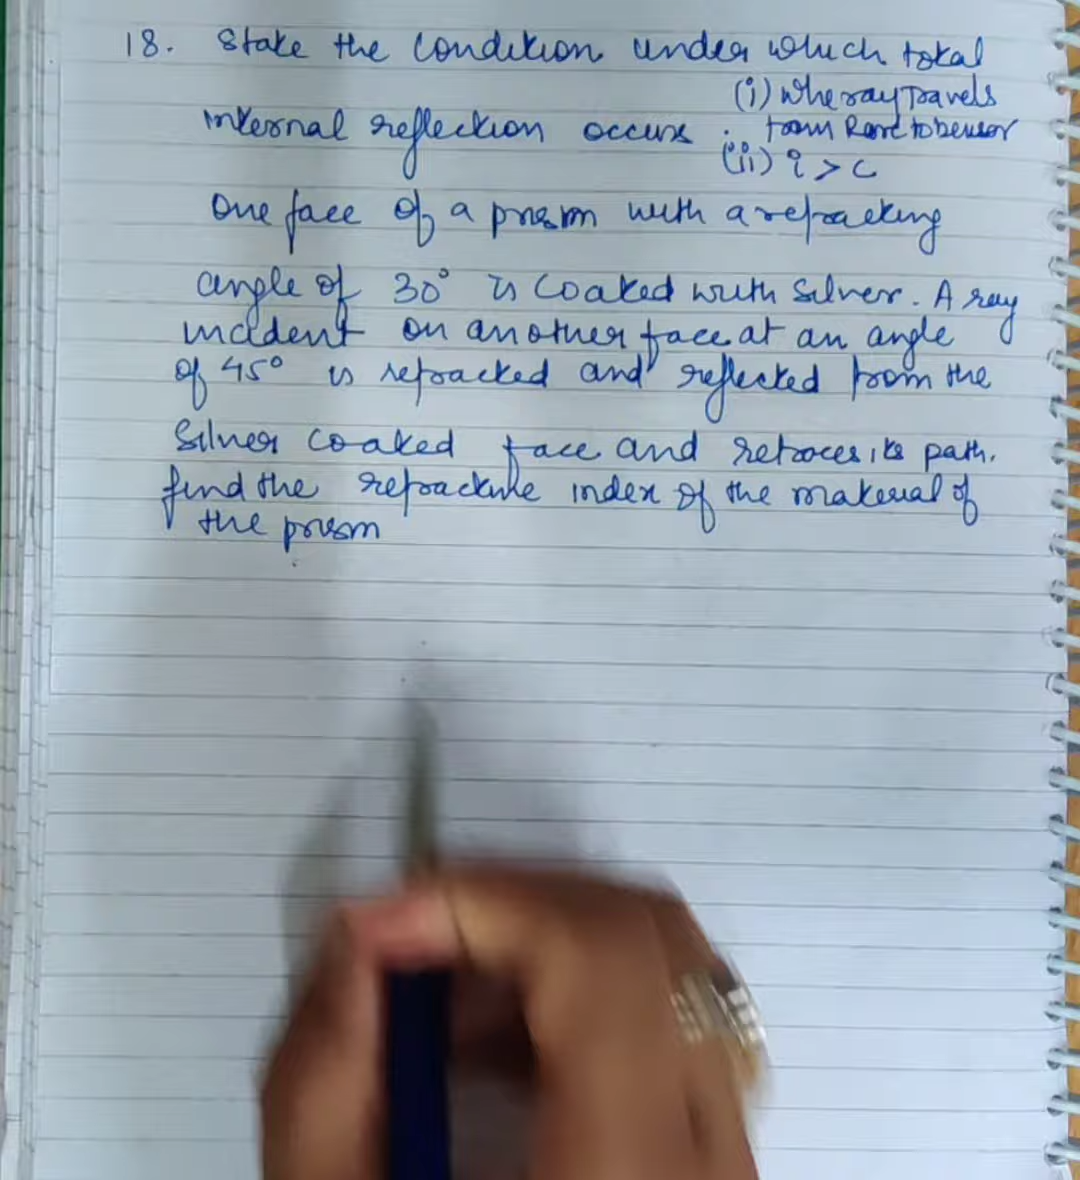 18. State the condition under which total
internal reflection occurs.
(i) Whe ray Travels
from Rare to Denser
(ii) i > c
One face of a prism with a refracting
angle of 30° is coated with Silver. A ray
incident on another face at an angle
of 45° is refracted and reflected from the
Silver coated face and retraces its path.
find the refractive index of the material of
the prism